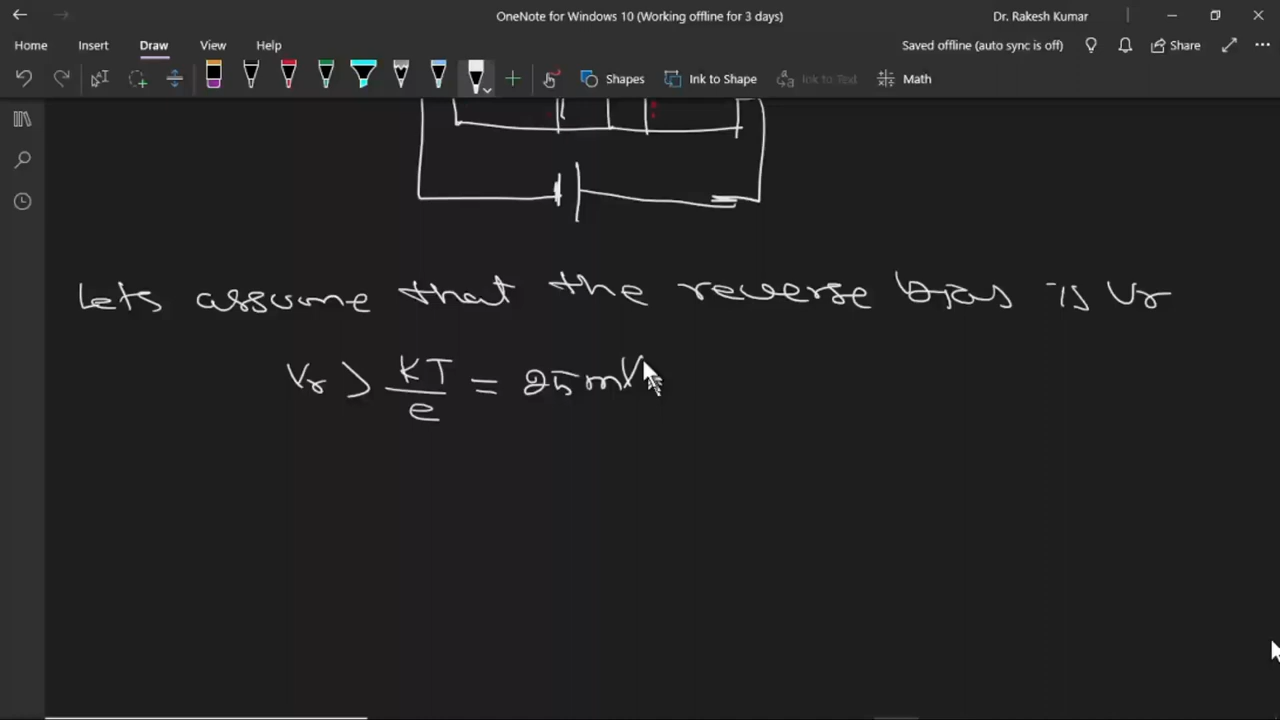 OneNote for Windows 10 (Working offline for 3 days)
Dr. Rakesh Kumar
Home Insert Draw View Help
Saved offline (auto sync is off) Share
Shapes Ink to Shape Ink to Text Math
Lets assume that the reverse bias is Vr
Vr > KT/e = 25 mV